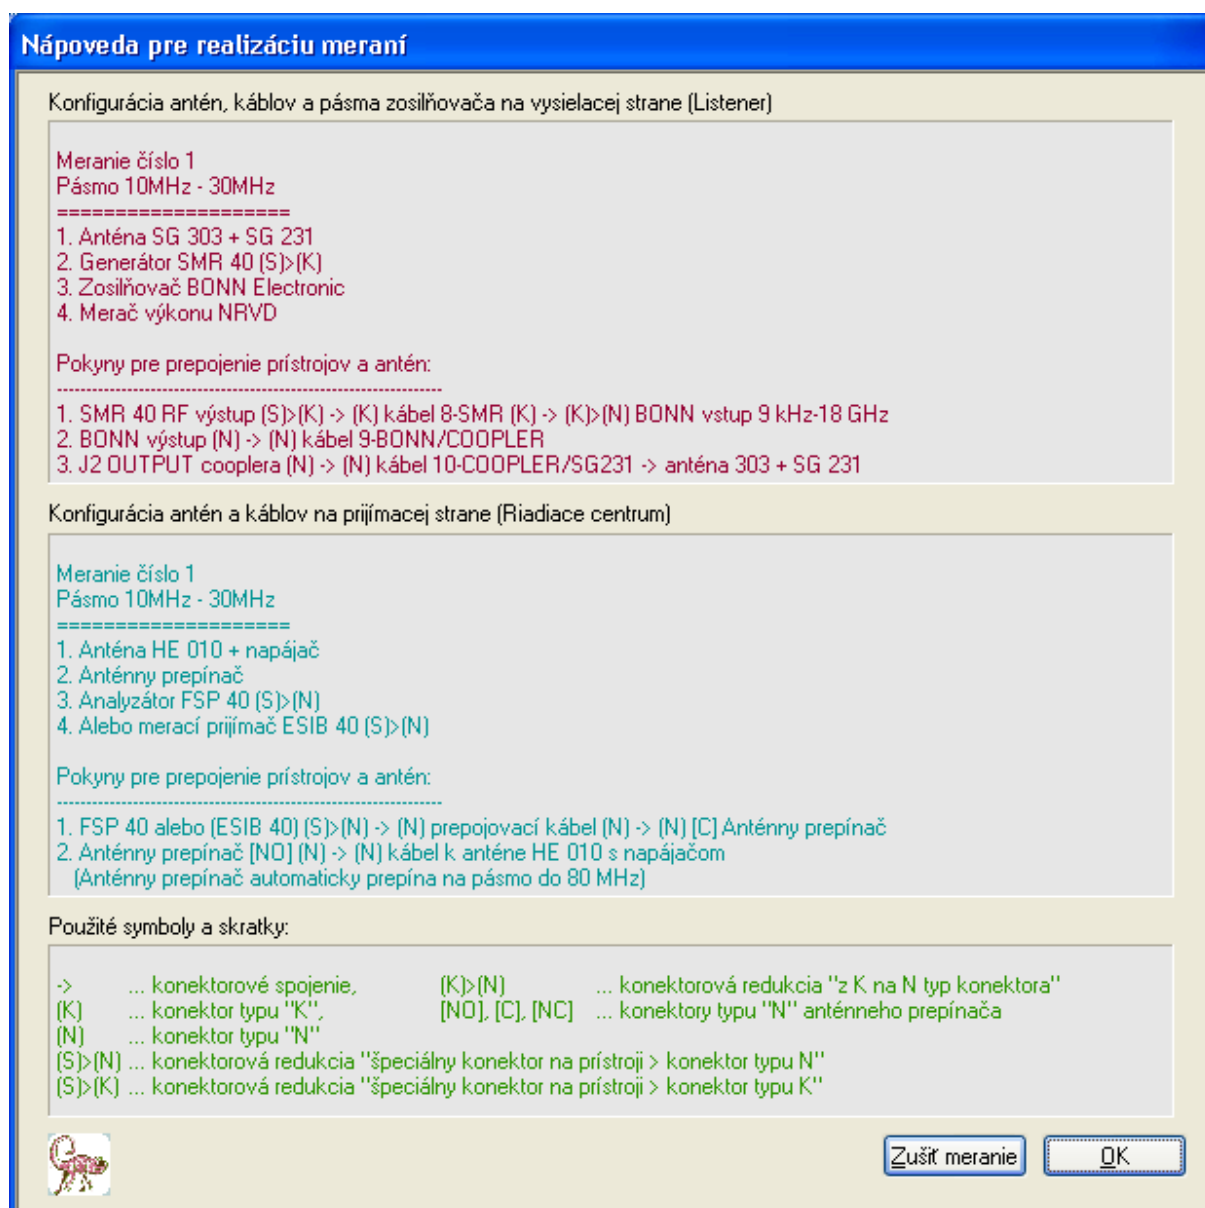 Nápoveda pre realizáciu meraní
Konfigurácia antén, káblov a pásma zosilňovača na vysielacej strane (Listener)
Meranie číslo 1
Pásmo 10MHz - 30MHz
====================
1. Anténa SG 303 + SG 231
2. Generátor SMR 40 (S)>(K)
3. Zosilňovač BONN Electronic
4. Merač výkonu NRVD
Pokyny pre prepojenie prístrojov a antén:
------------------------------------------------------------------
1. SMR 40 RF výstup (S)>(K) -> (K) kábel 8-SMR (K) -> (K)>(N) BONN vstup 9 kHz-18 GHz
2. BONN výstup (N) -> (N) kábel 9-BONN/COOPLER
3. J2 OUTPUT cooplera (N) -> (N) kábel 10-COOPLER/SG231 -> anténa 303 + SG 231
Konfigurácia antén a káblov na prijímacej strane (Riadiace centrum)
Meranie číslo 1
Pásmo 10MHz - 30MHz
====================
1. Anténa HE 010 + napájač
2. Anténny prepínač
3. Analyzátor FSP 40 (S)>(N)
4. Alebo merací prijímač ESIB 40 (S)>(N)
Pokyny pre prepojenie prístrojov a antén:
------------------------------------------------------------------
1. FSP 40 alebo (ESIB 40) (S)>(N) -> (N) prepojovací kábel (N) -> (N) [C] Anténny prepínač
2. Anténny prepínač [NO] (N) -> (N) kábel k anténe HE 010 s napájačom
(Anténny prepínač automaticky prepína na pásmo do 80 MHz)
Použité symboly a skratky:
-> ... konektorové spojenie, (K)>(N) ... konektorová redukcia "z K na N typ konektora"
(K) ... konektor typu "K", [NO], [C], [NC] ... konektory typu "N" anténneho prepínača
(N) ... konektor typu "N"
(S)>(N) ... konektorová redukcia "špeciálny konektor na prístroji > konektor typu N"
(S)>(K) ... konektorová redukcia "špeciálny konektor na prístroji > konektor typu K"
Zušiť meranie OK